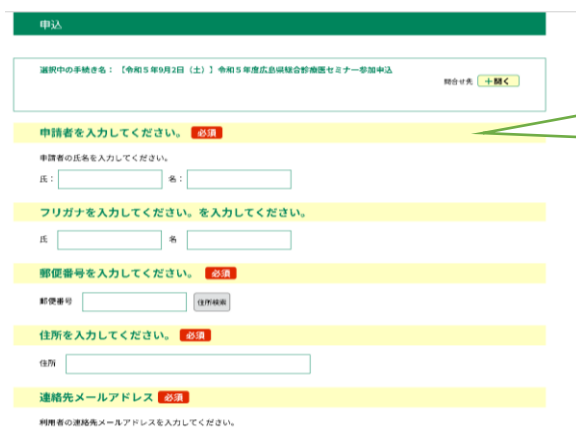 申込
選択中の手続き名： 【令和５年9月2日（土）】令和５年度広島県総合診療医セミナー参加申込
問合せ先 ＋開く
申請者を入力してください。 必須
申請者の氏名を入力してください。
氏： 名：
フリガナを入力してください。を入力してください。
氏 名
郵便番号を入力してください。 必須
郵便番号 住所検索
住所を入力してください。 必須
住所
連絡先メールアドレス 必須
利用者の連絡先メールアドレスを入力してください。